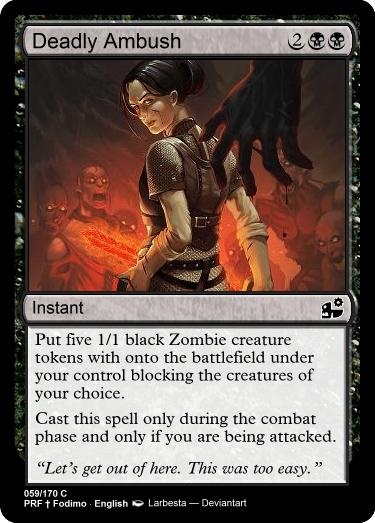 Deadly Ambush 2
Instant
Put five 1/1 black Zombie creature
tokens with onto the battlefield under
your control blocking the creatures of
your choice.
Cast this spell only during the combat
phase and only if you are being attacked.
“Let’s get out of here. This was too easy.”
059/170 C
PRF † Fodimo · English Larbesta — Deviantart